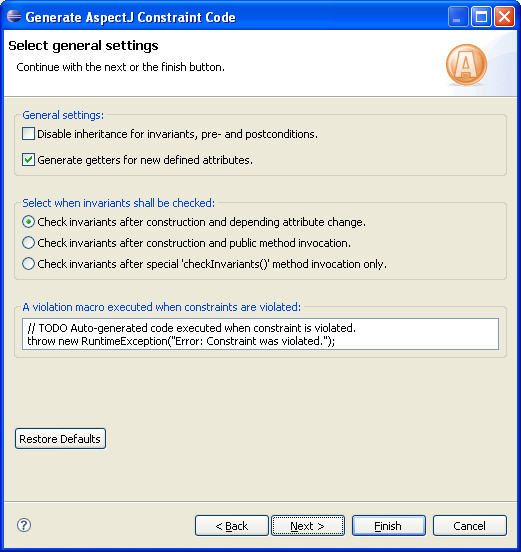 Generate AspectJ Constraint Code
Select general settings
Continue with the next or the finish button.
A
General settings:
Disable inheritance for invariants, pre- and postconditions.
Generate getters for new defined attributes.
Select when invariants shall be checked:
Check invariants after construction and depending attribute change.
Check invariants after construction and public method invocation.
Check invariants after special 'checkInvariants()' method invocation only.
A violation macro executed when constraints are violated:
// TODO Auto-generated code executed when constraint is violated.
throw new RuntimeException("Error: Constraint was violated.");
Restore Defaults
? < Back Next > Finish Cancel